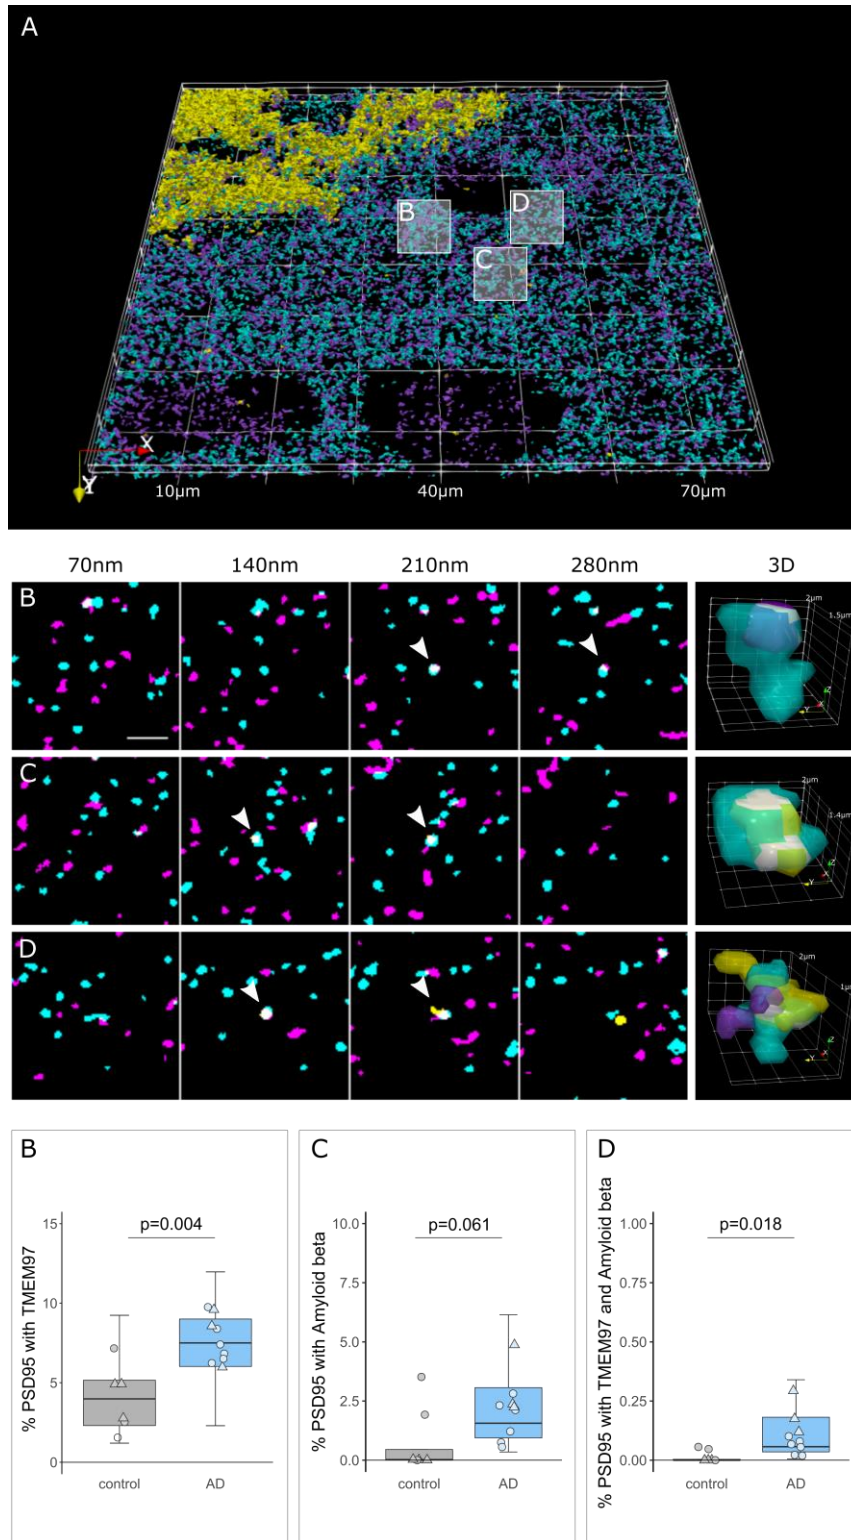 A
B
D
C
X
Y
10µm 40µm 70µm
70nm 140nm 210nm 280nm 3D
B
2µm
1.5µm
Z
Y X
C
2µm
1.4µm
Z
Y X
D
2µm
1µm
Z
Y X
B
% PSD95 with TMEM97
p=0.004
15
10
5
0
control AD
C
% PSD95 with Amyloid beta
p=0.061
10.0
7.5
5.0
2.5
0.0
control AD
D
% PSD95 with TMEM97 and Amyloid beta
p=0.018
1.00
0.75
0.50
0.25
0.00
control AD